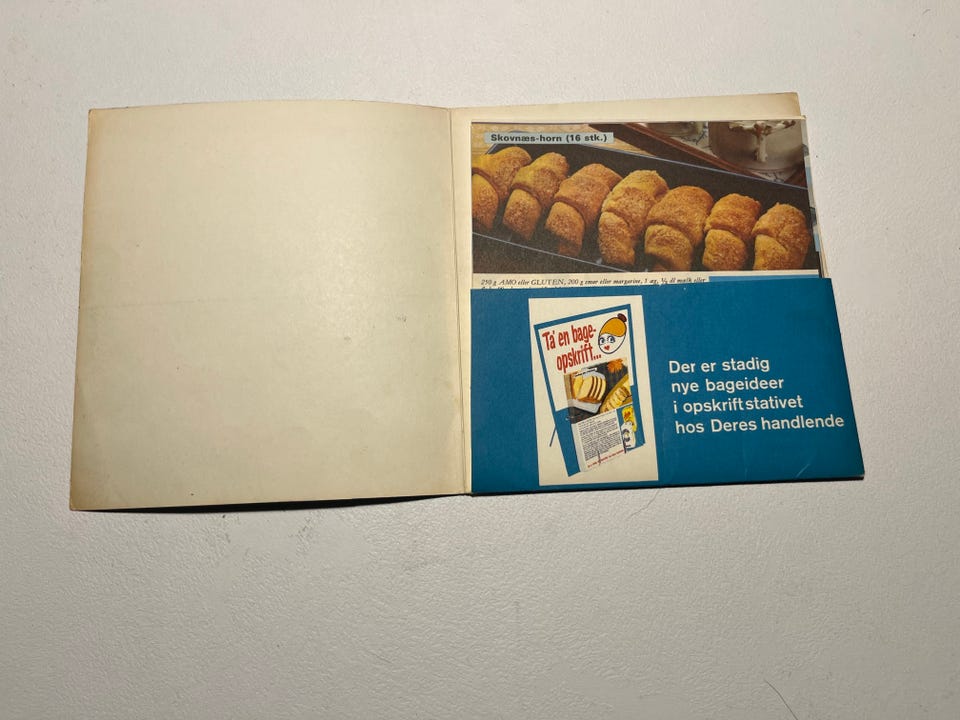 Skovnæs-horn (16 stk.)
250 g AMO eller GLUTEN, 200 g smør eller margarine, 1 æg, ½ dl mælk eller
Ta' en bage-
opskrift...
Der er stadig
nye bageideer
i opskriftstativet
hos Deres handlende